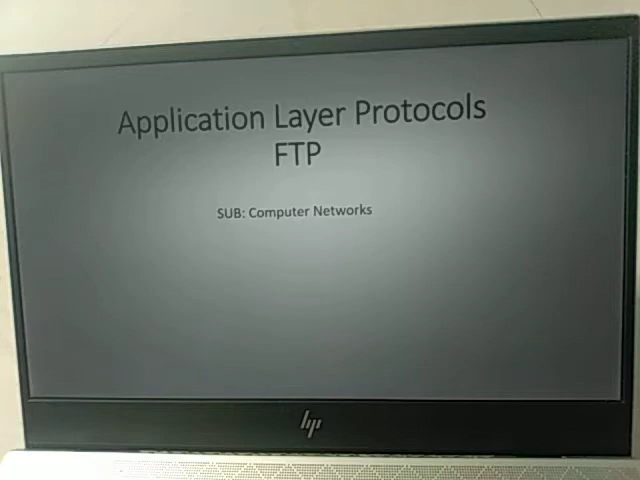 Application Layer Protocols
FTP
SUB: Computer Networks
hp